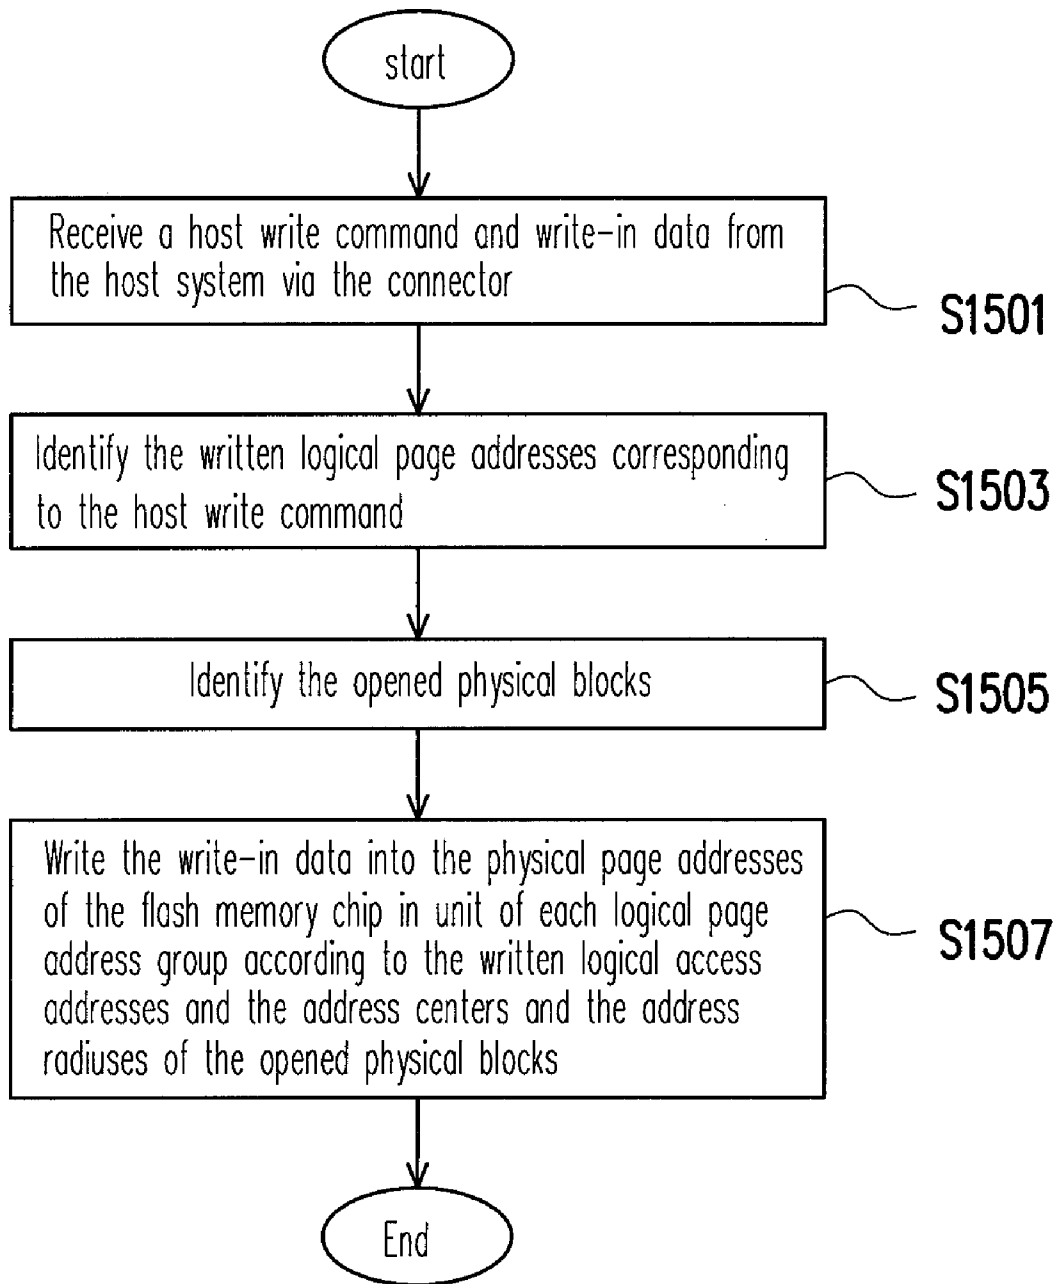 start
Receive a host write command and write-in data from
the host system via the connector
S1501
Identify the written logical page addresses corresponding
to the host write command
S1503
Identify the opened physical blocks
S1505
Write the write-in data into the physical page addresses
of the flash memory chip in unit of each logical page
address group according to the written logical access
addresses and the address centers and the address
radiuses of the opened physical blocks
S1507
End